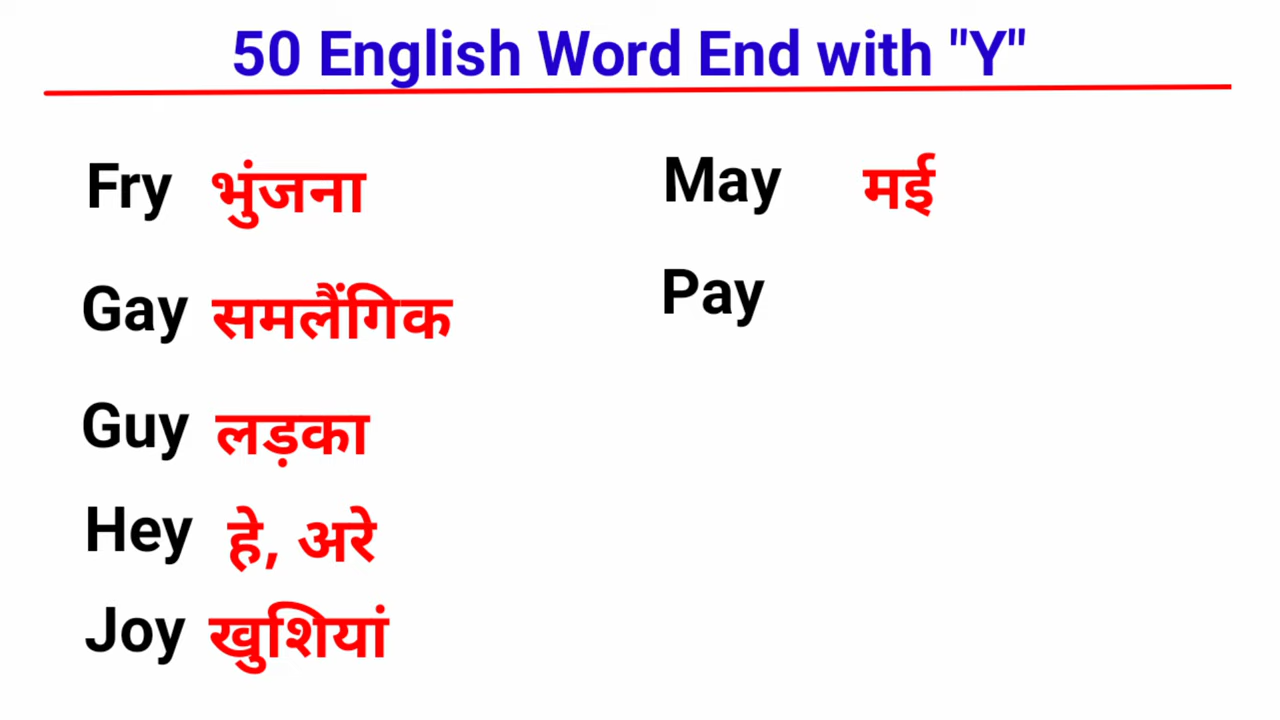 50 English Word End with "Y"
Fry भुंजना
Gay समलैंगिक
Guy लड़का
Hey हे, अरे
Joy खुशियां
May मई
Pay